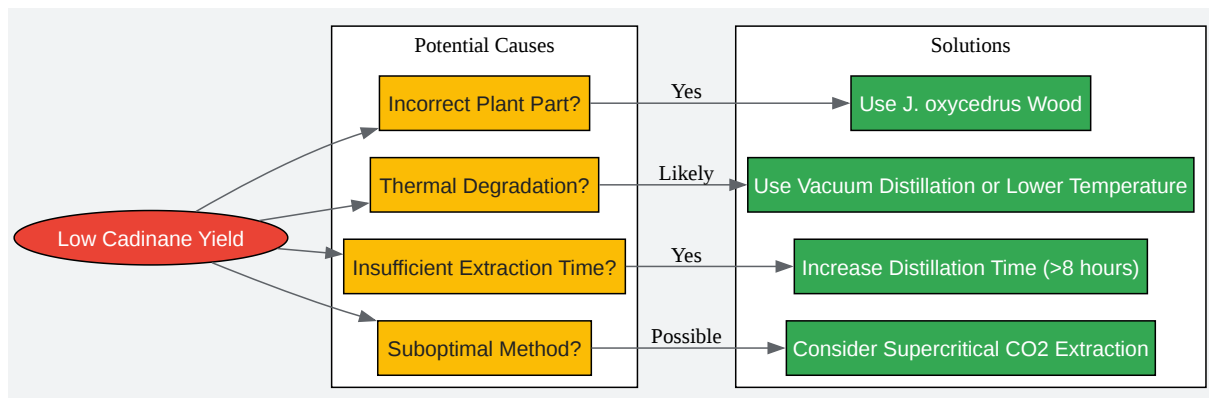 Potential Causes
Solutions
Incorrect Plant Part?
Yes
Use J. oxycedrus Wood
Thermal Degradation?
Likely
Use Vacuum Distillation or Lower Temperature
Low Cadinane Yield
Insufficient Extraction Time?
Yes
Increase Distillation Time (>8 hours)
Suboptimal Method?
Possible
Consider Supercritical CO2 Extraction